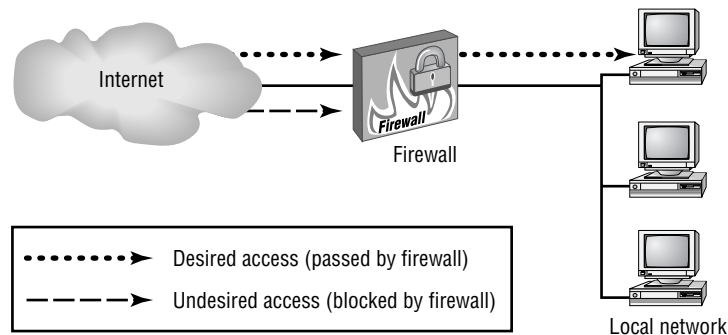 Internet
Firewall
Firewall
Desired access (passed by firewall)
Undesired access (blocked by firewall)
Local network